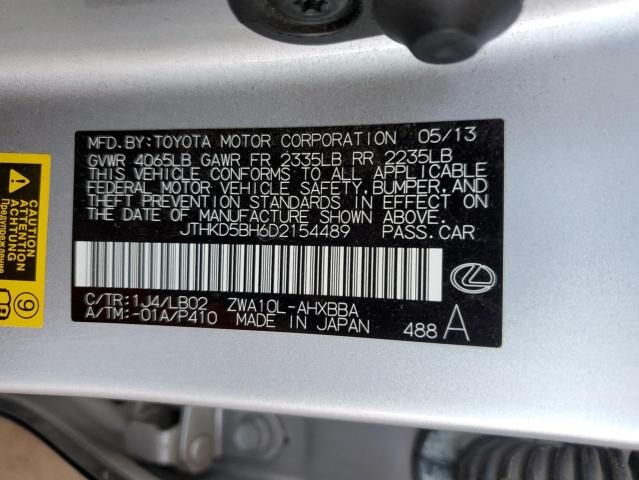 MFD.BY:TOYOTA MOTOR CORPORATION 05/13
GVWR 4065LB GAWR FR 2335LB RR 2235LB
THIS VEHICLE CONFORMS TO ALL APPLICABLE
FEDERAL MOTOR VEHICLE SAFETY,BUMPER,AND
THEFT PREVENTION STANDARDS IN EFFECT ON
THE DATE OF MANUFACTURE SHOWN ABOVE.
JTHKD5BH6D2154489 PASS.CAR
C/TR:1J4/LB02 ZWA10L-AHXBBA
A/TM:-01A/P410 MADE IN JAPAN
488 A
CAUTION
ATTENTION
ACHTUNG
9